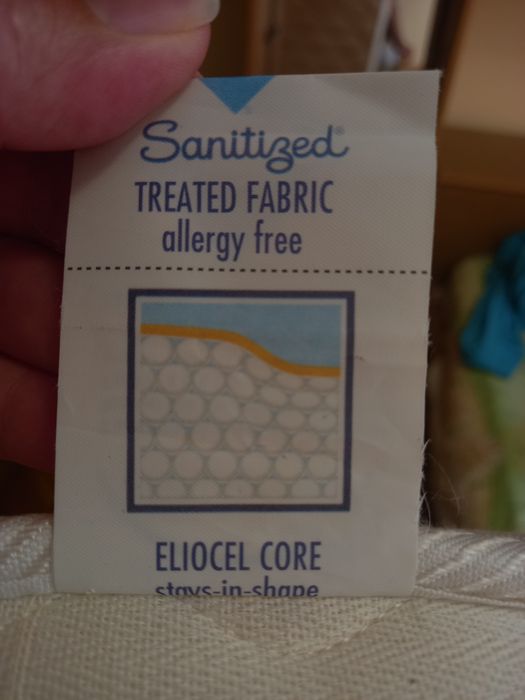 Sanitized®
TREATED FABRIC
allergy free
ELIOCEL CORE
stays-in-shape